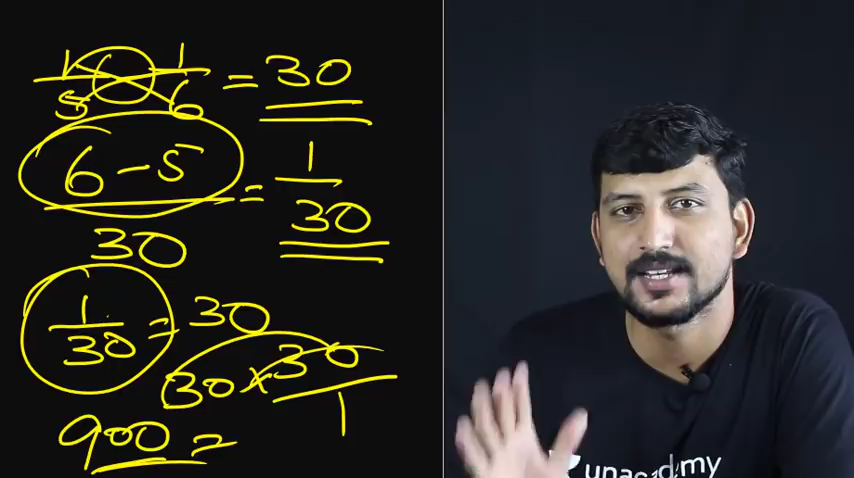 1/5 - 1/6 = 30
6 - 5 / 30 = 1/30
1/30 = 30
30 × 30/1
900 =
unacademy